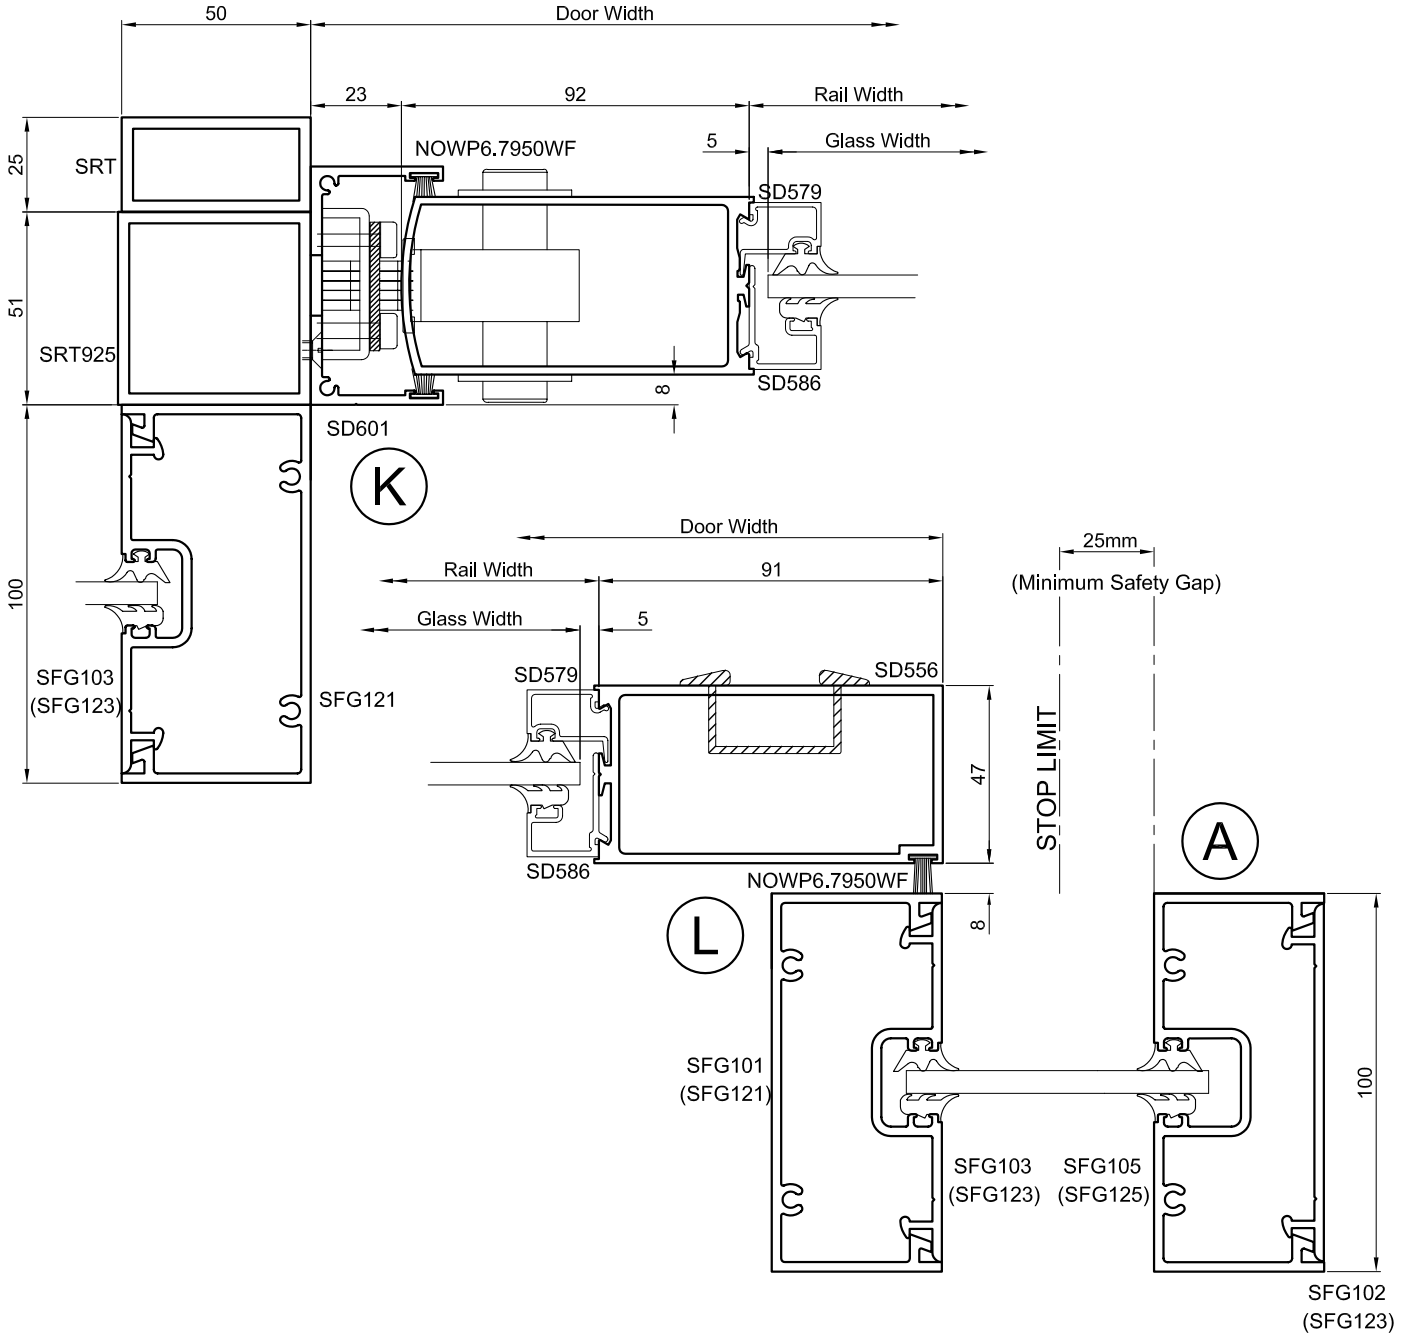 50
Door Width
23
92
Rail Width
25
SRT
NOWP6.7950WF
5
Glass Width
SD579
51
SRT925
8
SD586
SD601
K
Door Width
25mm
(Minimum Safety Gap)
Rail Width
91
100
Glass Width
5
SFG103
(SFG123)
SFG121
SD579
SD556
47
STOP LIMIT
A
SD586
NOWP6.7950WF
L
8
SFG101
(SFG121)
100
SFG103
(SFG123)
SFG105
(SFG125)
SFG102
(SFG123)